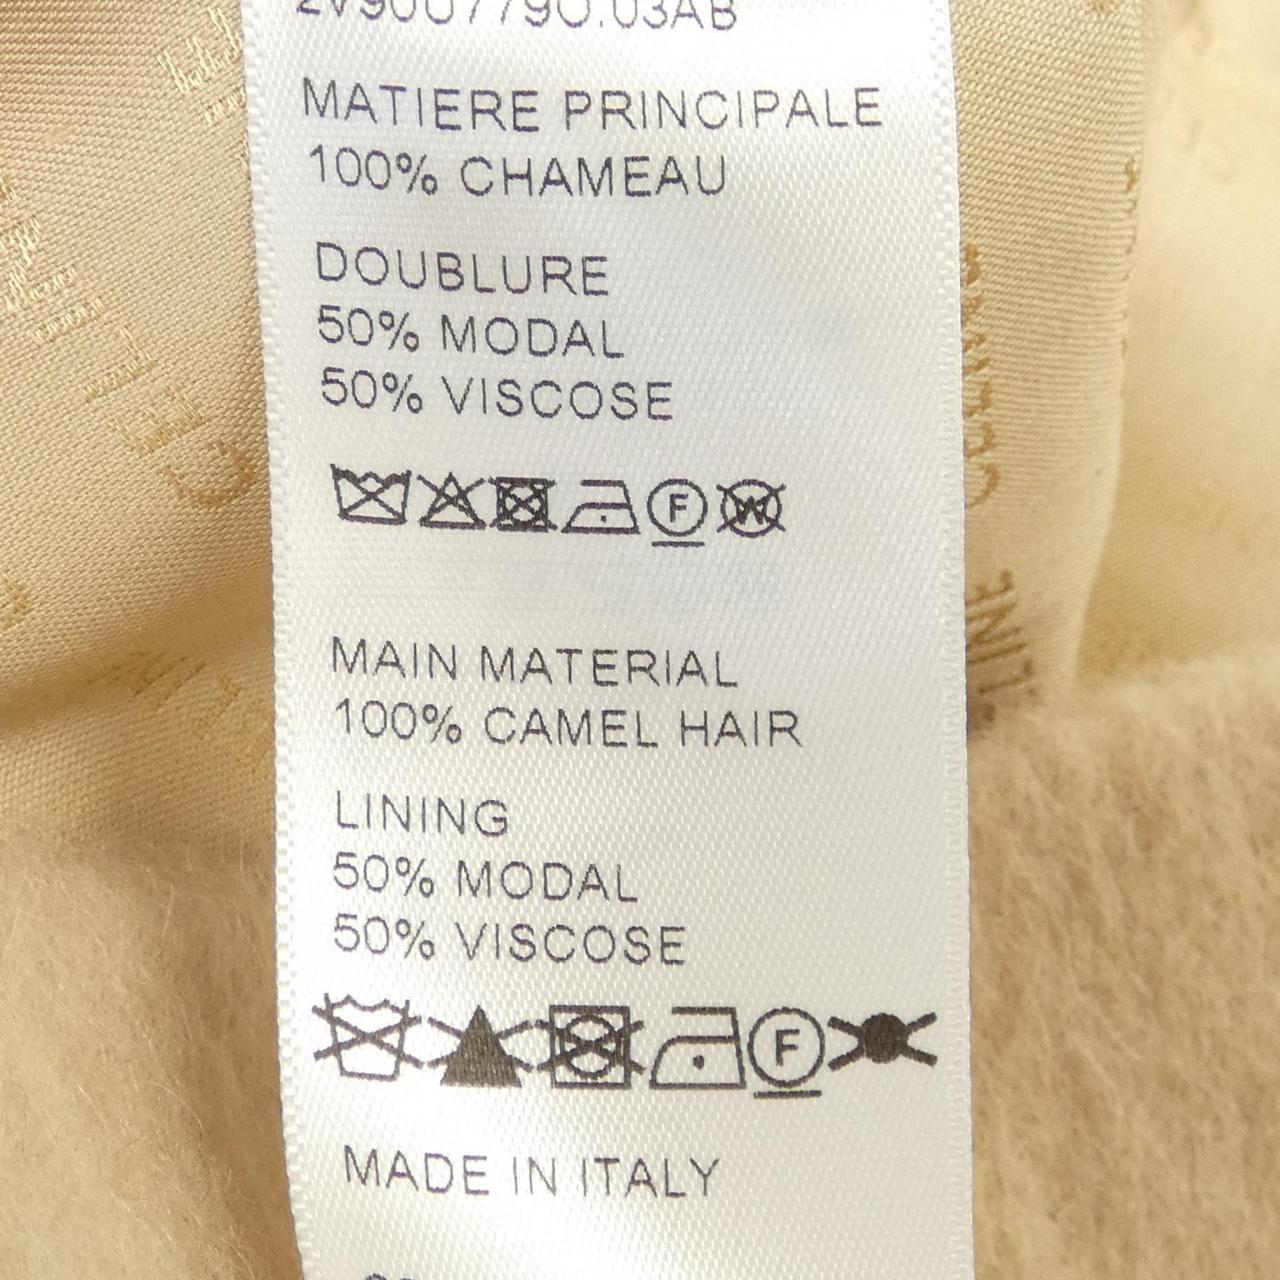 MATIERE PRINCIPALE
100% CHAMEAU
DOUBLURE
50% MODAL
50% VISCOSE
F W
MAIN MATERIAL
100% CAMEL HAIR
LINING
50% MODAL
50% VISCOSE
F
MADE IN ITALY